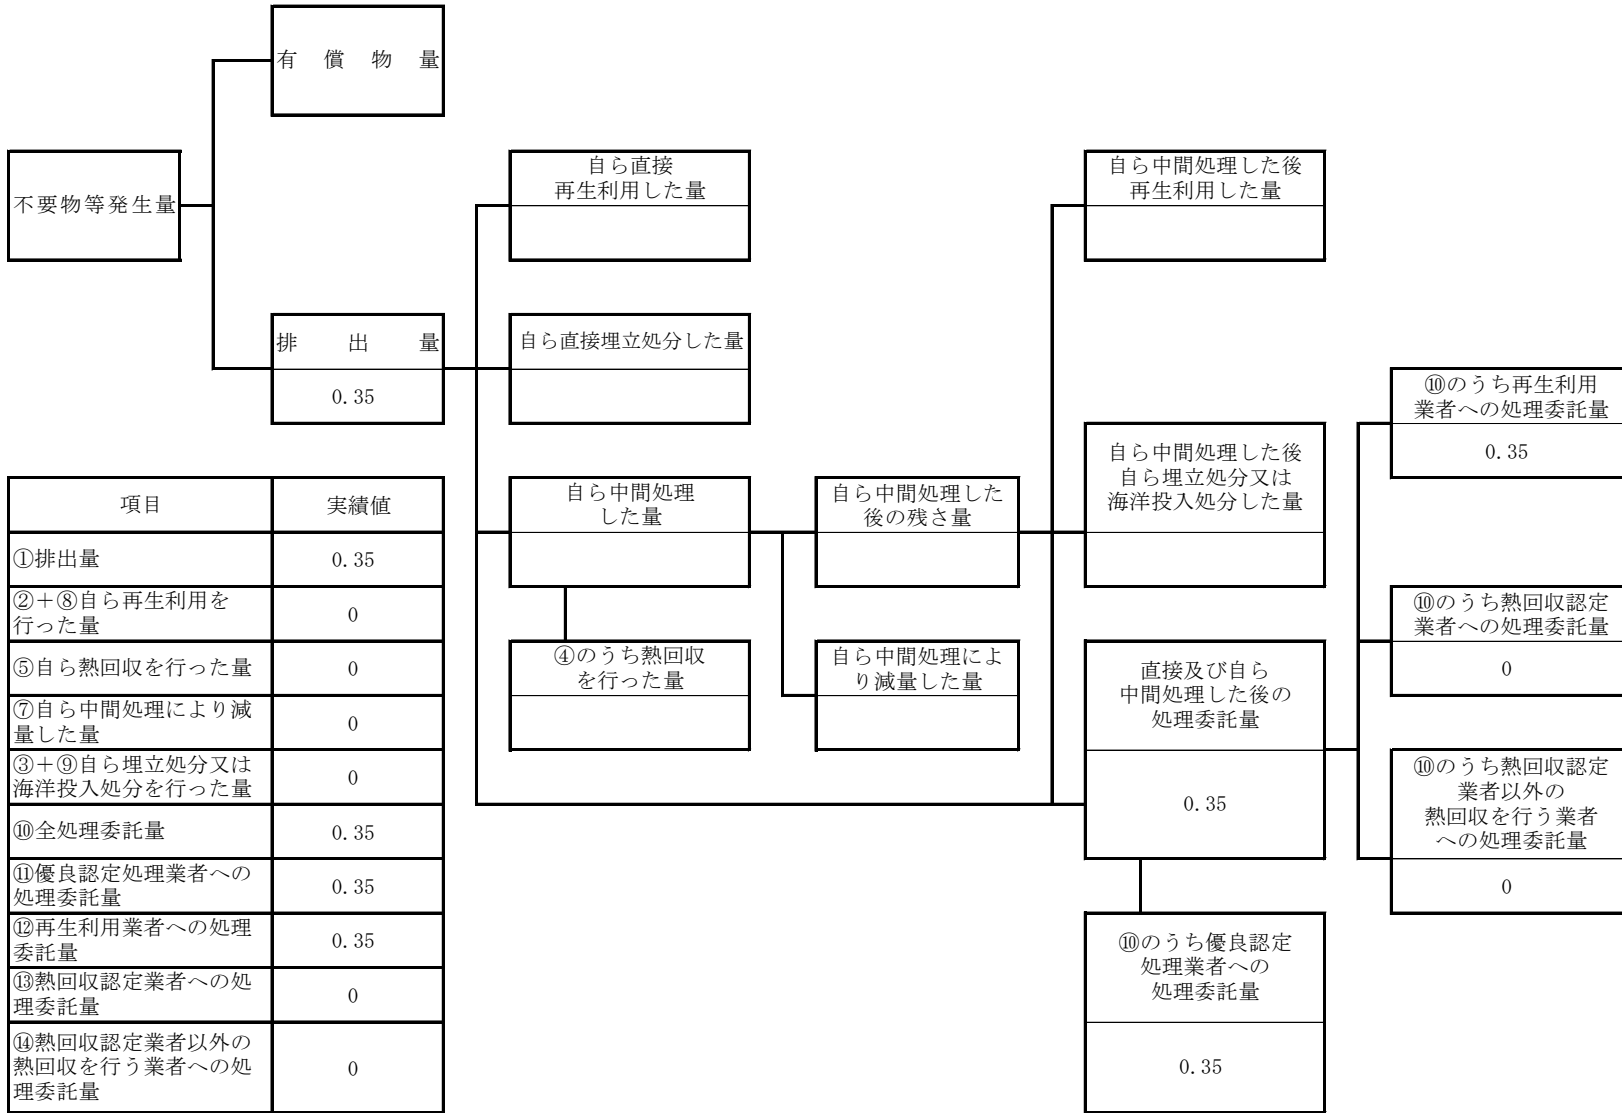 有償物量
不要物等発生量
自ら直接
再生利用した量
自ら中間処理した後
再生利用した量
排出量
0.35
自ら直接埋立処分した量
⑩のうち再生利用
業者への処理委託量
0.35
自ら中間処理
した量
自ら中間処理した
後の残さ量
自ら中間処理した後
自ら埋立処分又は
海洋投入処分した量
④のうち熱回収
を行った量
自ら中間処理によ
り減量した量
直接及び自ら
中間処理した後の
処理委託量
0.35
⑩のうち熱回収認定
業者への処理委託量
0
⑩のうち熱回収認定
業者以外の
熱回収を行う業者
への処理委託量
0
⑩のうち優良認定
処理業者への
処理委託量
0.35
項目 実績値
①排出量 0.35
②+⑧自ら再生利用を
行った量 0
⑤自ら熱回収を行った量 0
⑦自ら中間処理により減
量した量 0
③+⑨自ら埋立処分又は
海洋投入処分を行った量 0
⑩全処理委託量 0.35
⑪優良認定処理業者への
処理委託量 0.35
⑫再生利用業者への処理
委託量 0.35
⑬熱回収認定業者への処
理委託量 0
⑭熱回収認定業者以外の
熱回収を行う業者への処
理委託量 0